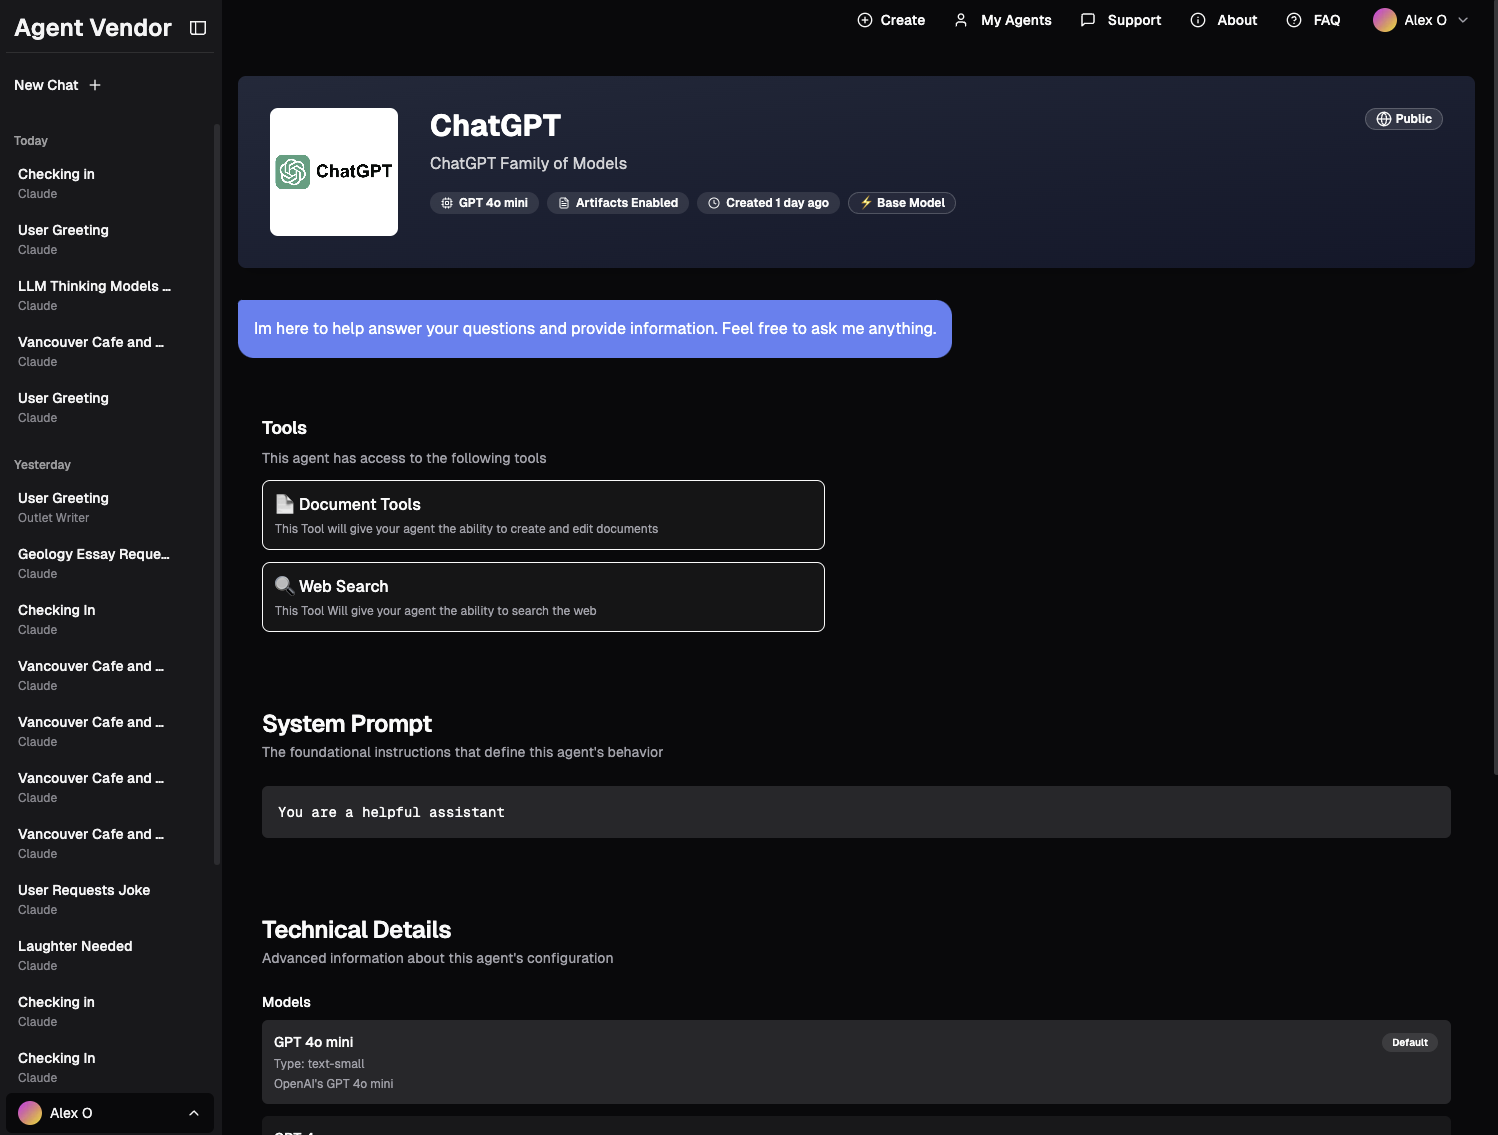 Agent Vendor
New Chat
Today
Checking in
Claude
User Greeting
Claude
LLM Thinking Models ...
Claude
Vancouver Cafe and ...
Claude
User Greeting
Claude
Yesterday
User Greeting
Outlet Writer
Geology Essay Reque...
Claude
Checking In
Claude
Vancouver Cafe and ...
Claude
Vancouver Cafe and ...
Claude
Vancouver Cafe and ...
Claude
Vancouver Cafe and ...
Claude
User Requests Joke
Claude
Laughter Needed
Claude
Checking in
Claude
Checking In
Claude
Alex O
Create My Agents Support About FAQ Alex O
ChatGPT
ChatGPT
Public
ChatGPT Family of Models
GPT 4o mini Artifacts Enabled Created 1 day ago ⚡ Base Model
Im here to help answer your questions and provide information. Feel free to ask me anything.
Tools
This agent has access to the following tools
Document Tools
This Tool will give your agent the ability to create and edit documents
Web Search
This Tool Will give your agent the ability to search the web
System Prompt
The foundational instructions that define this agent's behavior
You are a helpful assistant
Technical Details
Advanced information about this agent's configuration
Models
GPT 4o mini
Default
Type: text-small
OpenAI's GPT 4o mini